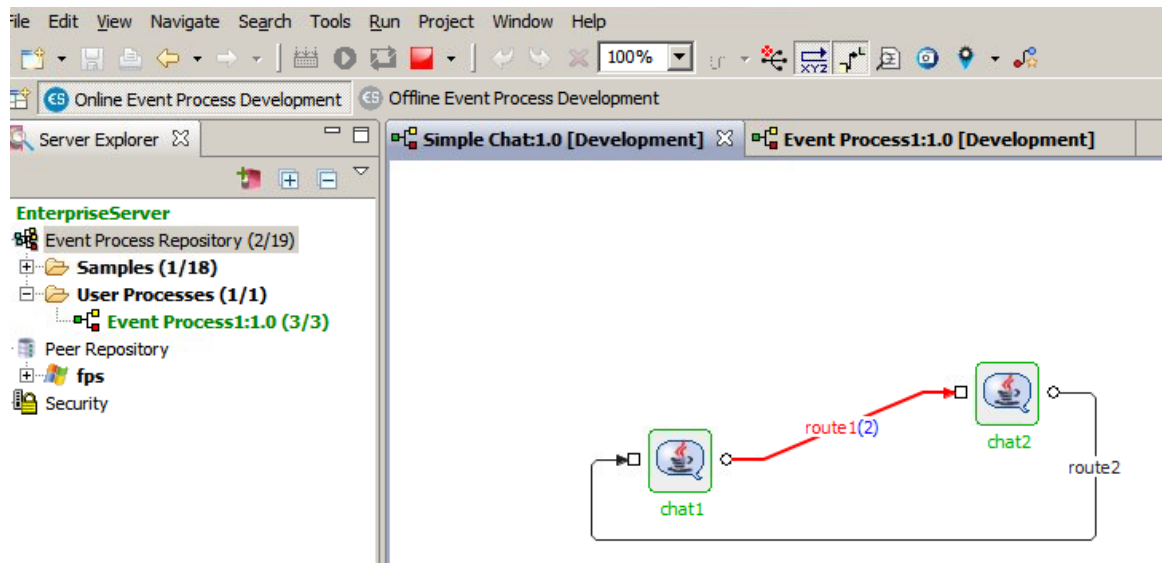 File Edit View Navigate Search Tools Run Project Window Help
100% XYZ L
Online Event Process Development Offline Event Process Development
Server Explorer Simple Chat:1.0 [Development] Event Process1:1.0 [Development]
EnterpriseServer
Event Process Repository (2/19)
Samples (1/18)
User Processes (1/1)
Event Process1:1.0 (3/3)
Peer Repository
fps
Security
route1(2)
chat2
route2
chat1